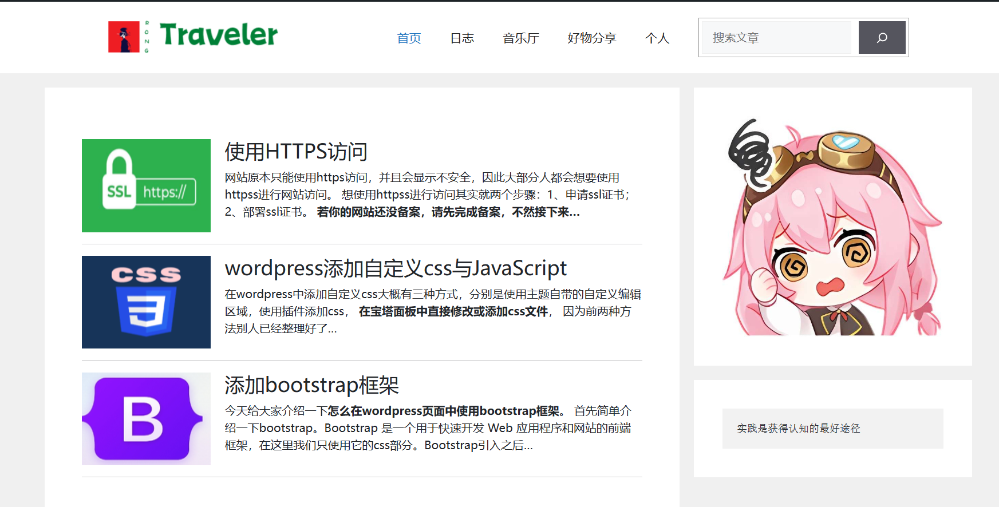 RONG
Traveler
首页 日志 音乐厅 好物分享 个人
搜索文章
SSL https://
使用HTTPS访问
网站原本只能使用https访问，并且会显示不安全，因此大部分人都会想要使用
httpss进行网站访问。 想使用httpss进行访问其实就两个步骤：1、申请ssl证书；
2、部署ssl证书。 若你的网站还没备案，请先完成备案，不然接下来...
CSS
3
wordpress添加自定义css与JavaScript
在wordpress中添加自定义css大概有三种方式，分别是使用主题自带的自定义编辑
区域，使用插件添加css， 在宝塔面板中直接修改或添加css文件， 因为前两种方
法别人已经整理好了...
B
添加bootstrap框架
今天给大家介绍一下怎么在wordpress页面中使用bootstrap框架。 首先简单介
绍一下bootstrap。Bootstrap 是一个用于快速开发 Web 应用程序和网站的前端
框架，在这里我们只使用它的css部分。Bootstrap引入之后...
实践是获得认知的最好途径